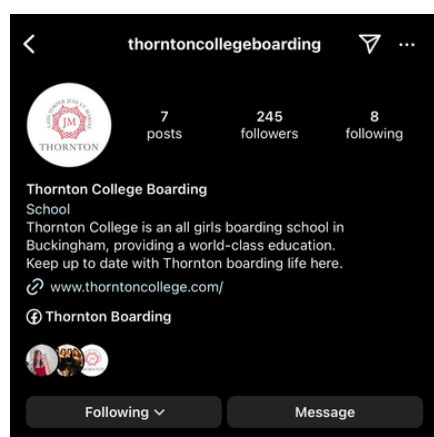 thorntoncollegeboarding
JM
THORNTON
7
posts
245
followers
8
following
Thornton College Boarding
School
Thornton College is an all girls boarding school in
Buckingham, providing a world-class education.
Keep up to date with Thornton boarding life here.
www.thorntoncollege.com/
Thornton Boarding
Following
Message